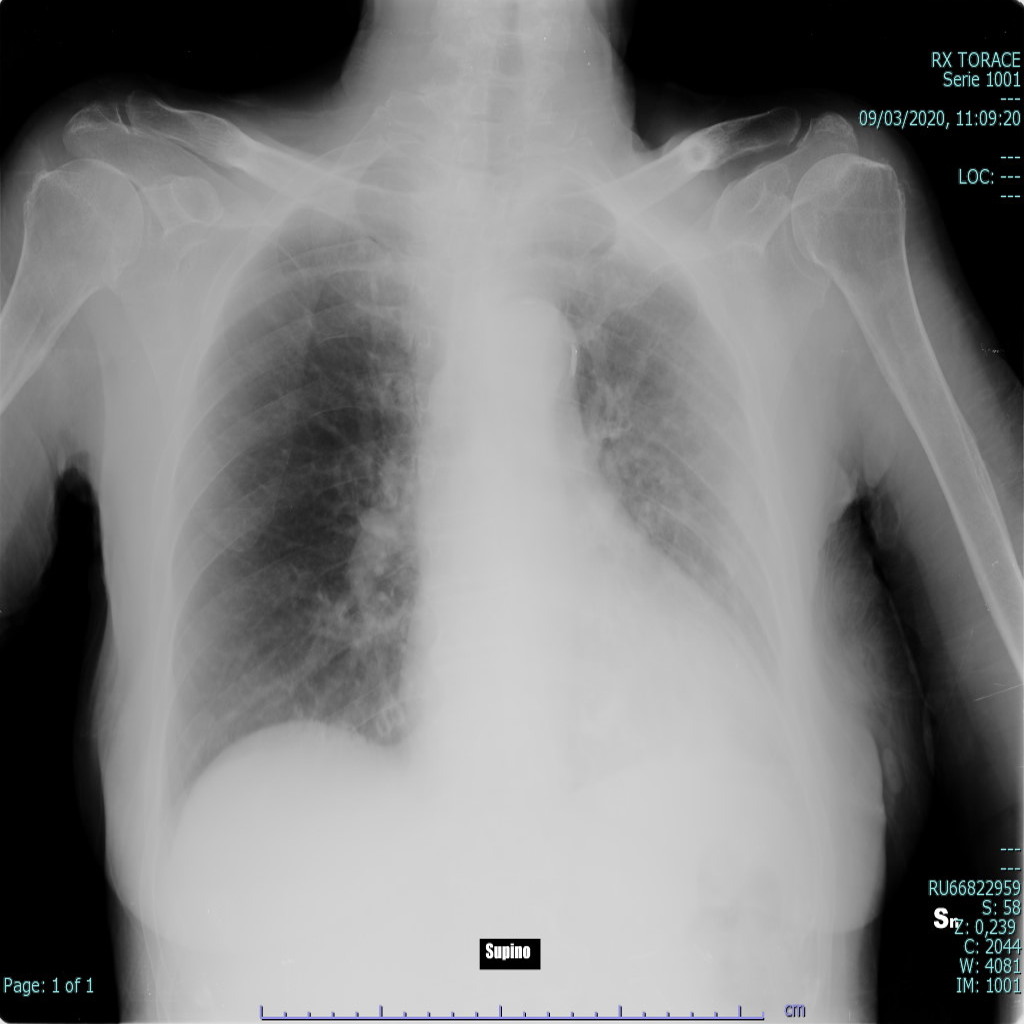 RX TORACE
Serie 1001
---
09/03/2020, 11:09:20
---
LOC: ---
---
---
---
RU66822959
S: 58
Sn
Z: 0,239
C: 2044
W: 4081
IM: 1001
Supino
Page: 1 of 1
cm